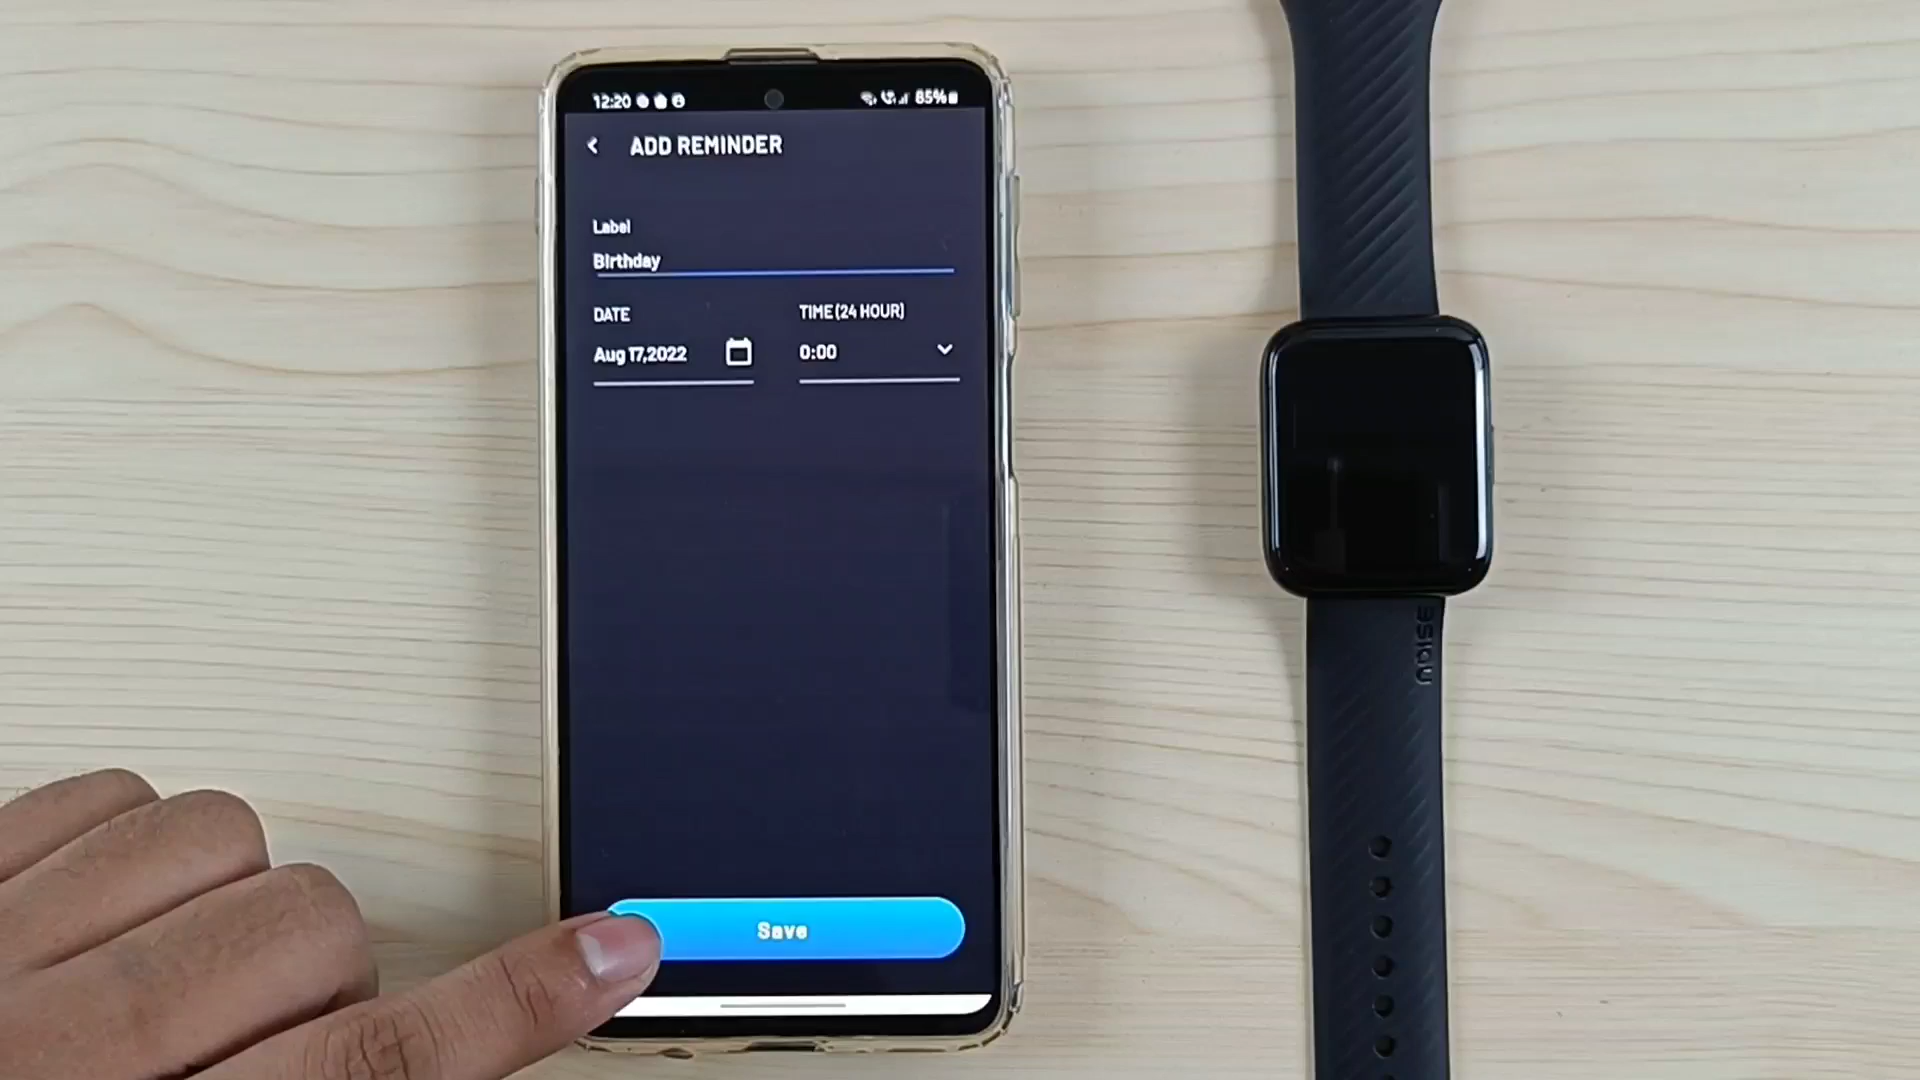 12:20
85%
ADD REMINDER
Label
Birthday
DATE
TIME(24 HOUR)
Aug 17,2022
0:00
Save
NOISE